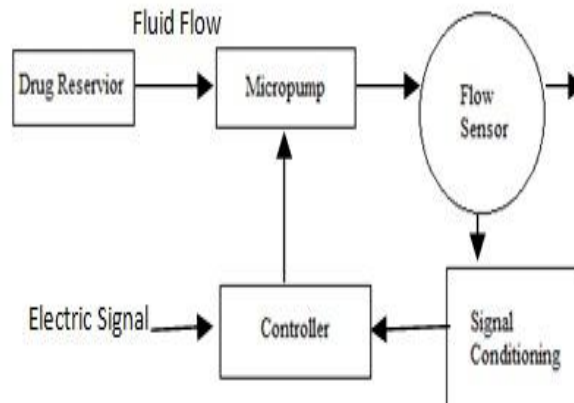 Fluid Flow
Drug Reservior
Micropump
Flow
Sensor
Electric Signal
Controller
Signal
Conditioning